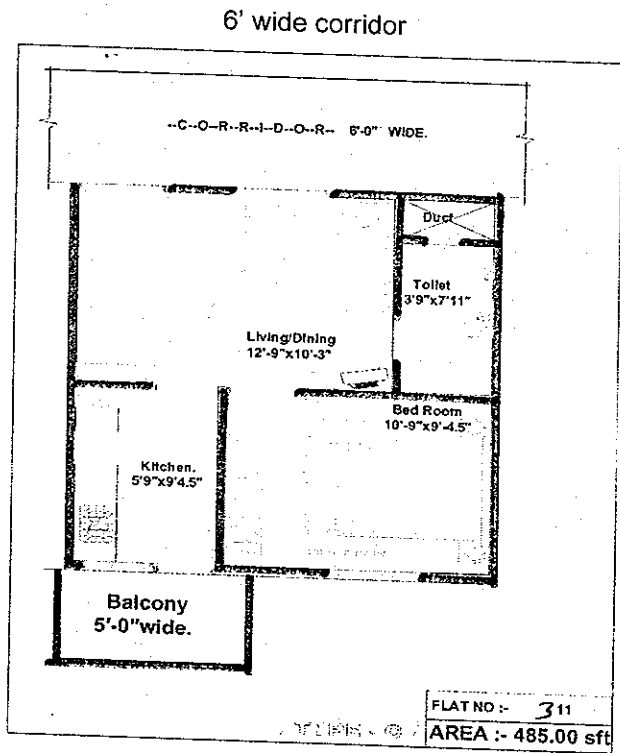 6' wide corridor
--C--O--R--R--I--D--O--R-- 6'-0" WIDE.
Duct
Toilet
3'9"x7'11"
Living/Dining
12'-9"x10'-3"
Bed Room
10'-9"x9'-4.5"
Kitchen.
5'9"x9'4.5"
Balcony
5'-0"wide.
FLAT NO :- 311
AREA :- 485.00 sft